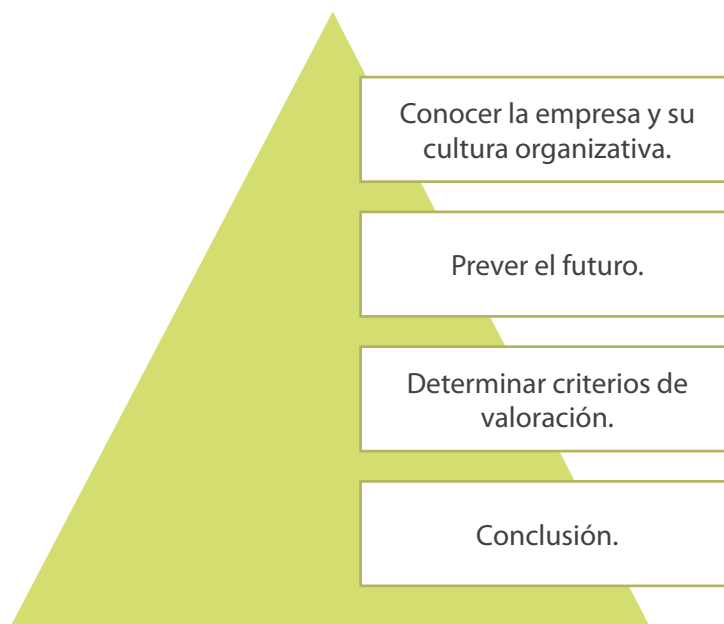 Conocer la empresa y su
cultura organizativa.
Prever el futuro.
Determinar criterios de
valoración.
Conclusión.